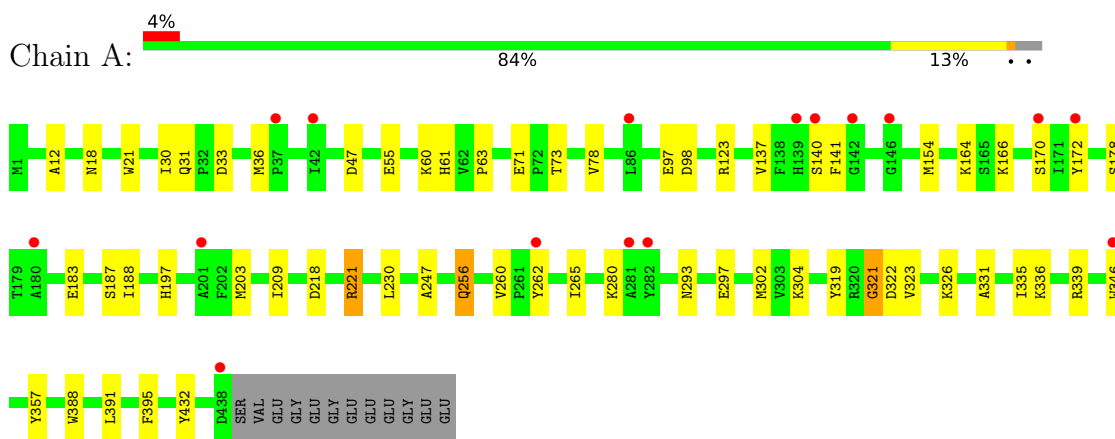 4%
Chain A:
84% 13% • •
M1 A12 N18 W21 I30 Q31 P32 D33 M36 P37 I42 D47 E55 K60 H61 V62 P63 E71 P72 T73 V78 L86 E97 D98 R123 V137 F138 H139 S140 F141 G142 G146 M154 K164 S165 K166 S170 I171 Y172 S178
T179 A180 E183 S187 I188 H197 A201 F202 M203 I209 D218 R221 L230 A247 Q256 V260 P261 Y262 I265 K280 A281 Y282 N293 E297 M302 V303 K304 Y319 R320 G321 D322 V323 K326 A331 I335 K336 R339 W346
Y357 W388 L391 F395 Y432 D438 SER VAL GLU GLY GLU GLU GLY GLU GLU GLU GLY GLU GLU